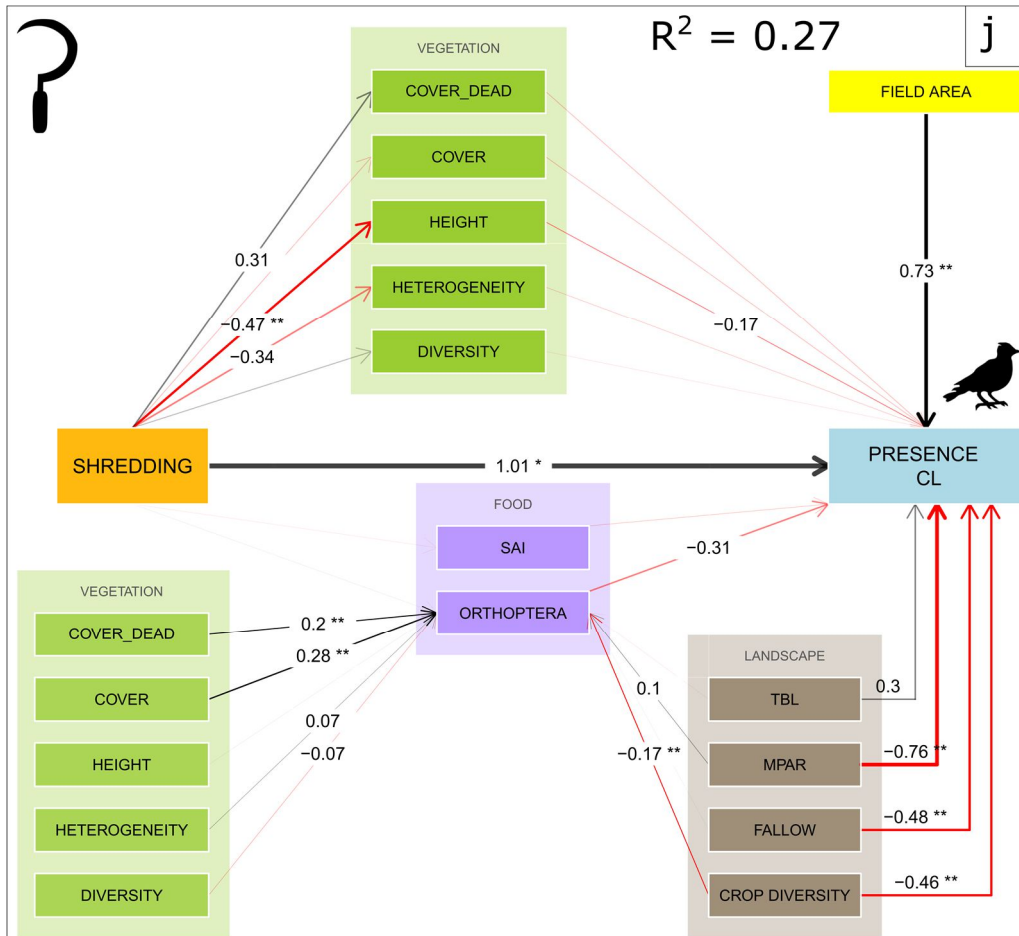 R² = 0.27
j
VEGETATION
COVER_DEAD
COVER
HEIGHT
HETEROGENEITY
DIVERSITY
FIELD AREA
0.31
−0.47 **
−0.34
−0.17
0.73 **
SHREDDING
1.01 *
PRESENCE
CL
FOOD
SAI
ORTHOPTERA
−0.31
VEGETATION
COVER_DEAD
COVER
HEIGHT
HETEROGENEITY
DIVERSITY
0.2 **
0.28 **
0.07
−0.07
0.1
−0.17 **
LANDSCAPE
TBL
MPAR
FALLOW
CROP DIVERSITY
0.3
−0.76 **
−0.48 **
−0.46 **